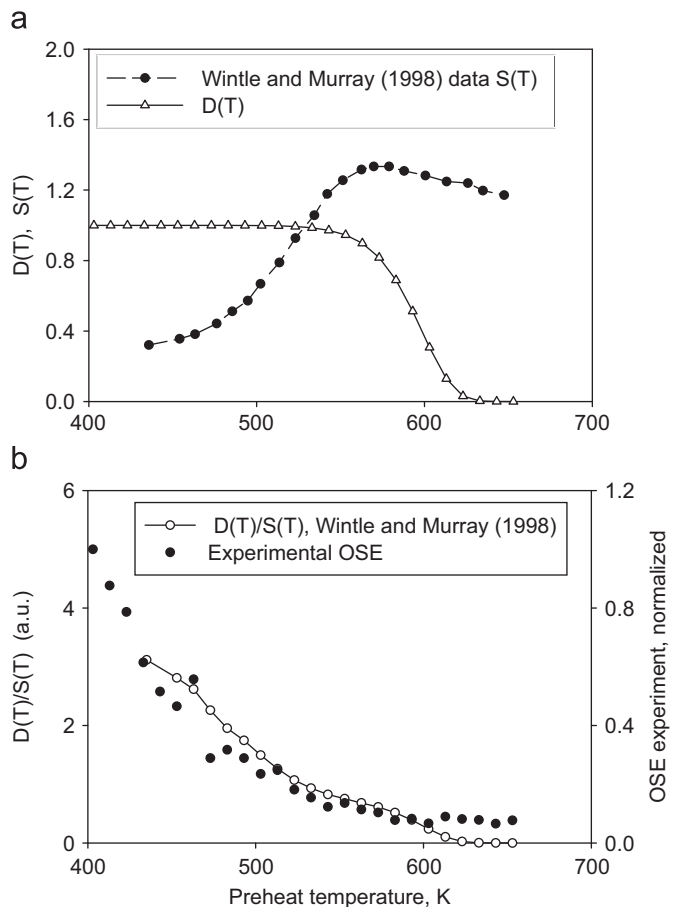 a
2.0
1.6
1.2
0.8
0.4
0.0
D(T), S(T)
Wintle and Murray (1998) data S(T)
D(T)
400
500
600
700
b
6
4
2
0
D(T)/S(T) (a.u.)
D(T)/S(T), Wintle and Murray (1998)
Experimental OSE
1.2
0.8
0.4
0.0
OSE experiment, normalized
400
500
600
700
Preheat temperature, K